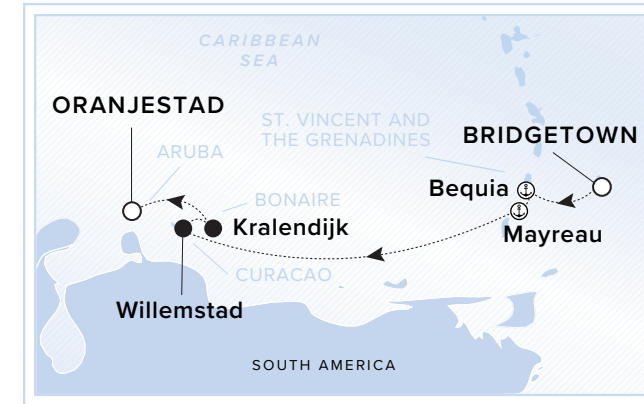 CARIBBEAN
SEA
ORANJESTAD
ST. VINCENT AND
THE GRENADINES
BRIDGETOWN
ARUBA
Bequia
BONAIRE
Kralendijk
Mayreau
CURACAO
Willemstad
SOUTH AMERICA